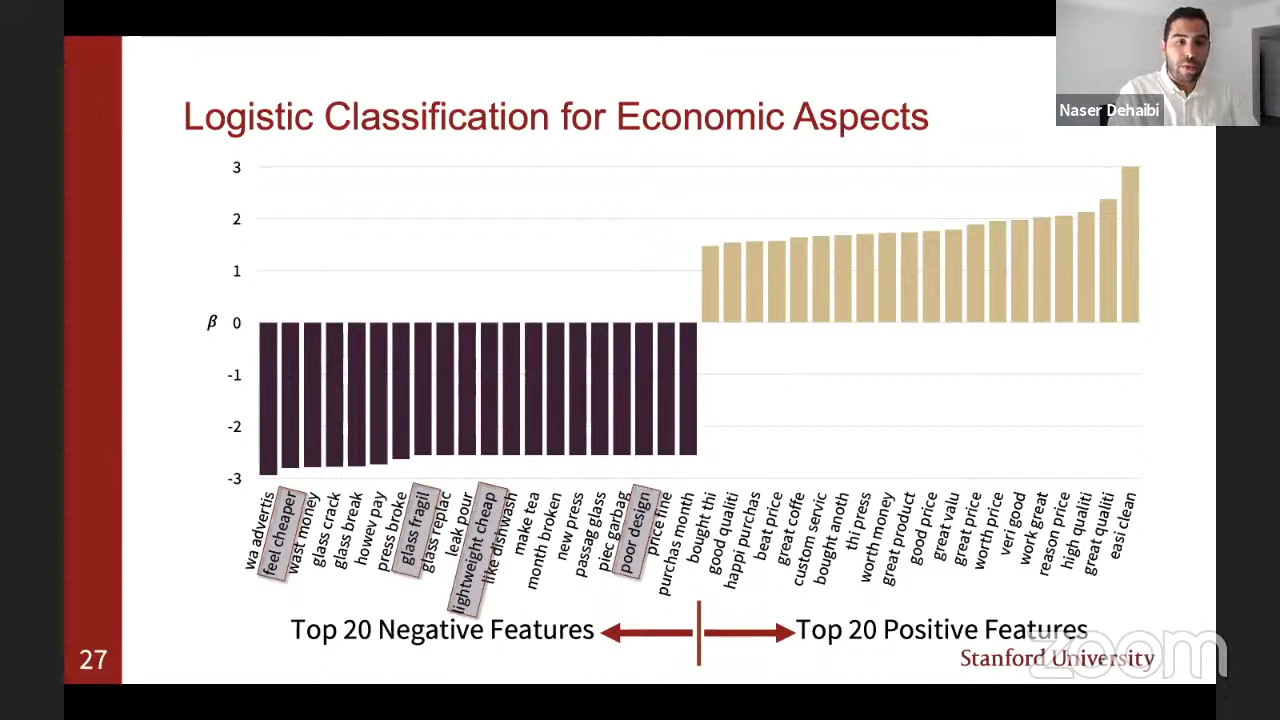 Naser Dehaibi
Logistic Classification for Economic Aspects
3
2
1
β 0
-1
-2
-3
wa advertis
feel cheaper
wast money
glass crack
glass break
howev pay
press broke
glass fragil
glass replac
leak pour
lightweight cheap
like dishwash
make tea
month broken
new press
passag glass
piec garbag
poor design
price fine
purchas month
bought thi
good qualiti
happi purchas
beat price
great coffe
custom servic
bought anoth
thi press
worth money
great product
good price
great valu
great price
worth price
veri good
work great
reason price
high qualiti
great qualiti
easi clean
Top 20 Negative Features
Top 20 Positive Features
27
Stanford University
zoom